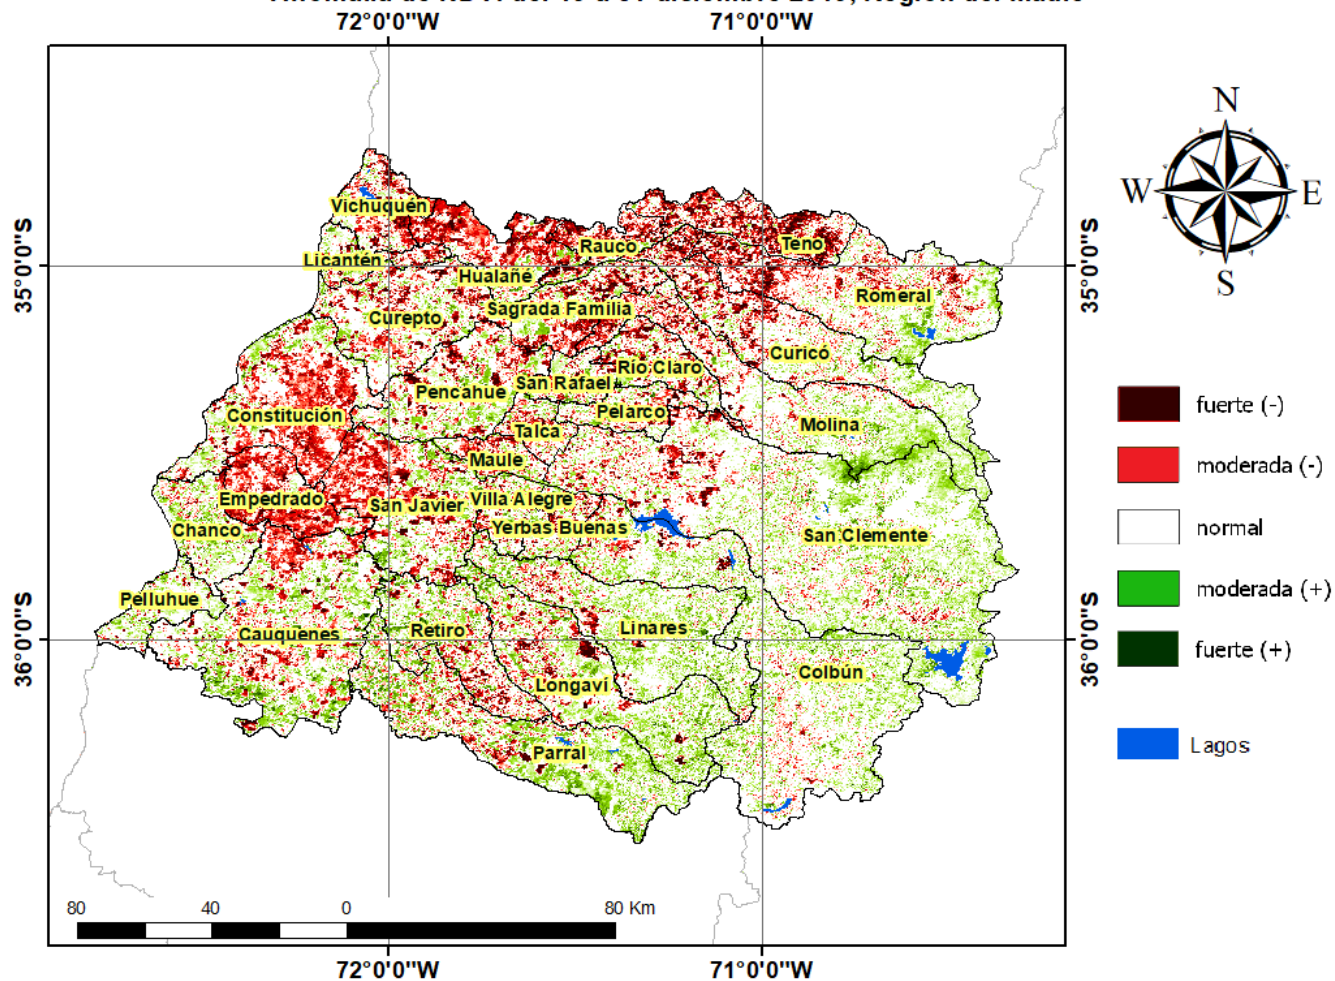 72°0'0"W
71°0'0"W
N
W
E
S
35°0'0"S
35°0'0"S
36°0'0"S
36°0'0"S
Vichuquén
Licantén
Hualañé
Rauco
Teno
Romeral
Curepto
Sagrada Familia
Curicó
Río Claro
San Rafael
Pencahue
Pelarco
Constitución
Talca
Molina
Maule
Empedrado
San Javier
Villa Alegre
Chanco
Yerbas Buenas
San Clemente
Pelluhue
Cauquenes
Retiro
Linares
Colbún
Longaví
Parral
fuerte (-)
moderada (-)
normal
moderada (+)
fuerte (+)
Lagos
80 40 0 80 Km
72°0'0"W
71°0'0"W